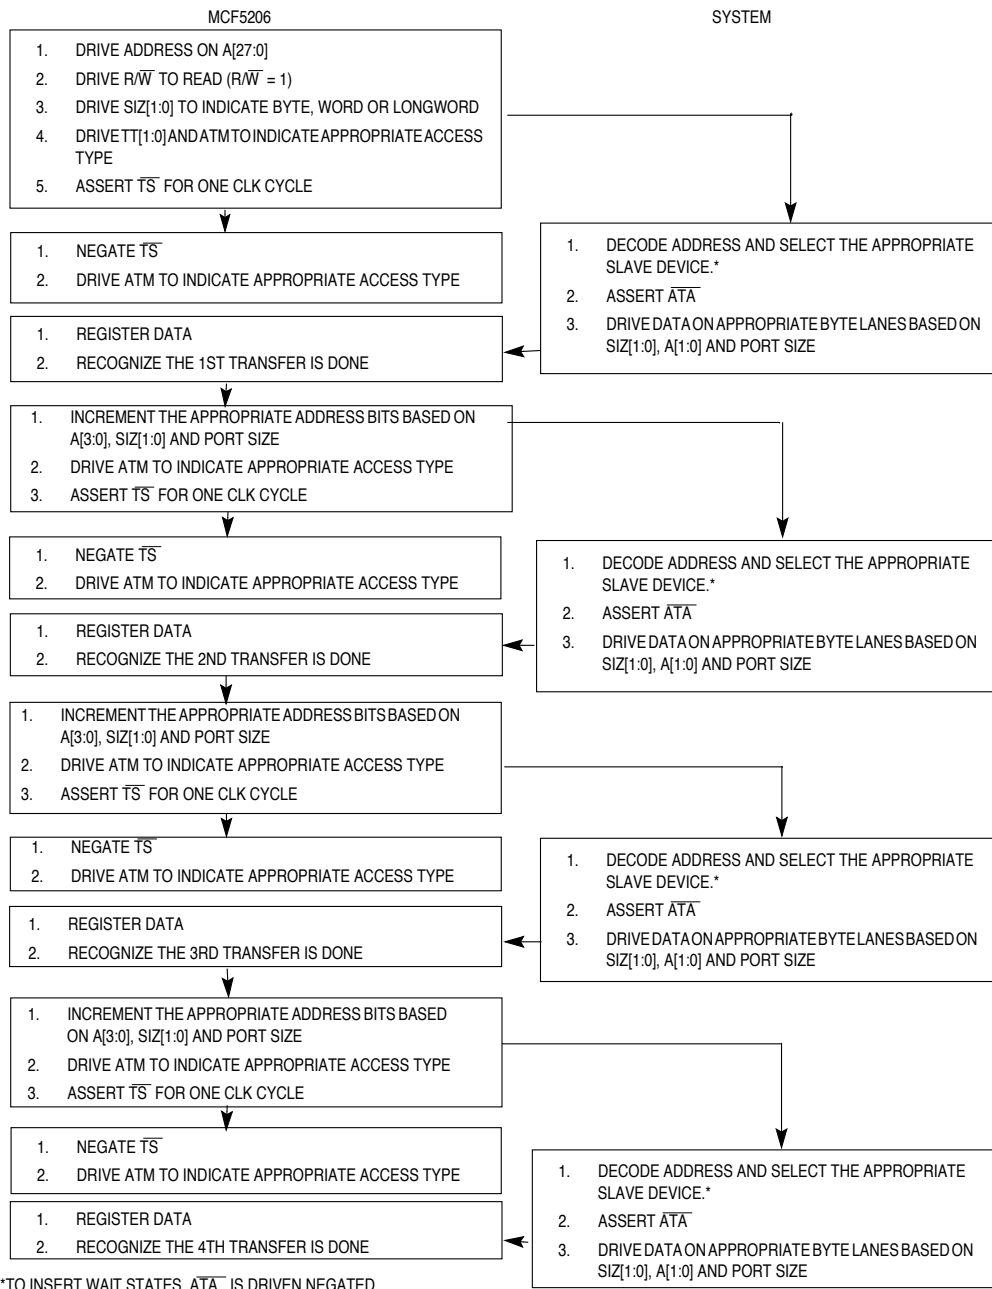 MCF5206
SYSTEM
1. DRIVE ADDRESS ON A[27:0]
2. DRIVE R/W̅ TO READ (R/W̅ = 1)
3. DRIVE SIZ[1:0] TO INDICATE BYTE, WORD OR LONGWORD
4. DRIVE TT[1:0] AND ATM TO INDICATE APPROPRIATE ACCESS
TYPE
5. ASSERT T̅S̅ FOR ONE CLK CYCLE
1. NEGATE T̅S̅
2. DRIVE ATM TO INDICATE APPROPRIATE ACCESS TYPE
1. DECODE ADDRESS AND SELECT THE APPROPRIATE
SLAVE DEVICE.*
2. ASSERT A̅T̅A̅
3. DRIVE DATA ON APPROPRIATE BYTE LANES BASED ON
SIZ[1:0], A[1:0] AND PORT SIZE
1. REGISTER DATA
2. RECOGNIZE THE 1ST TRANSFER IS DONE
1. INCREMENT THE APPROPRIATE ADDRESS BITS BASED ON
A[3:0], SIZ[1:0] AND PORT SIZE
2. DRIVE ATM TO INDICATE APPROPRIATE ACCESS TYPE
3. ASSERT T̅S̅ FOR ONE CLK CYCLE
1. NEGATE T̅S̅
2. DRIVE ATM TO INDICATE APPROPRIATE ACCESS TYPE
1. DECODE ADDRESS AND SELECT THE APPROPRIATE
SLAVE DEVICE.*
2. ASSERT A̅T̅A̅
3. DRIVE DATA ON APPROPRIATE BYTE LANES BASED ON
SIZ[1:0], A[1:0] AND PORT SIZE
1. REGISTER DATA
2. RECOGNIZE THE 2ND TRANSFER IS DONE
1. INCREMENT THE APPROPRIATE ADDRESS BITS BASED ON
A[3:0], SIZ[1:0] AND PORT SIZE
2. DRIVE ATM TO INDICATE APPROPRIATE ACCESS TYPE
3. ASSERT T̅S̅ FOR ONE CLK CYCLE
1. NEGATE T̅S̅
2. DRIVE ATM TO INDICATE APPROPRIATE ACCESS TYPE
1. DECODE ADDRESS AND SELECT THE APPROPRIATE
SLAVE DEVICE.*
2. ASSERT A̅T̅A̅
3. DRIVE DATA ON APPROPRIATE BYTE LANES BASED ON
SIZ[1:0], A[1:0] AND PORT SIZE
1. REGISTER DATA
2. RECOGNIZE THE 3RD TRANSFER IS DONE
1. INCREMENT THE APPROPRIATE ADDRESS BITS BASED
ON A[3:0], SIZ[1:0] AND PORT SIZE
2. DRIVE ATM TO INDICATE APPROPRIATE ACCESS TYPE
3. ASSERT T̅S̅ FOR ONE CLK CYCLE
1. NEGATE T̅S̅
2. DRIVE ATM TO INDICATE APPROPRIATE ACCESS TYPE
1. DECODE ADDRESS AND SELECT THE APPROPRIATE
SLAVE DEVICE.*
2. ASSERT A̅T̅A̅
3. DRIVE DATA ON APPROPRIATE BYTE LANES BASED ON
SIZ[1:0], A[1:0] AND PORT SIZE
1. REGISTER DATA
2. RECOGNIZE THE 4TH TRANSFER IS DONE
*TO INSERT WAIT STATES, A̅T̅A̅ IS DRIVEN NEGATED